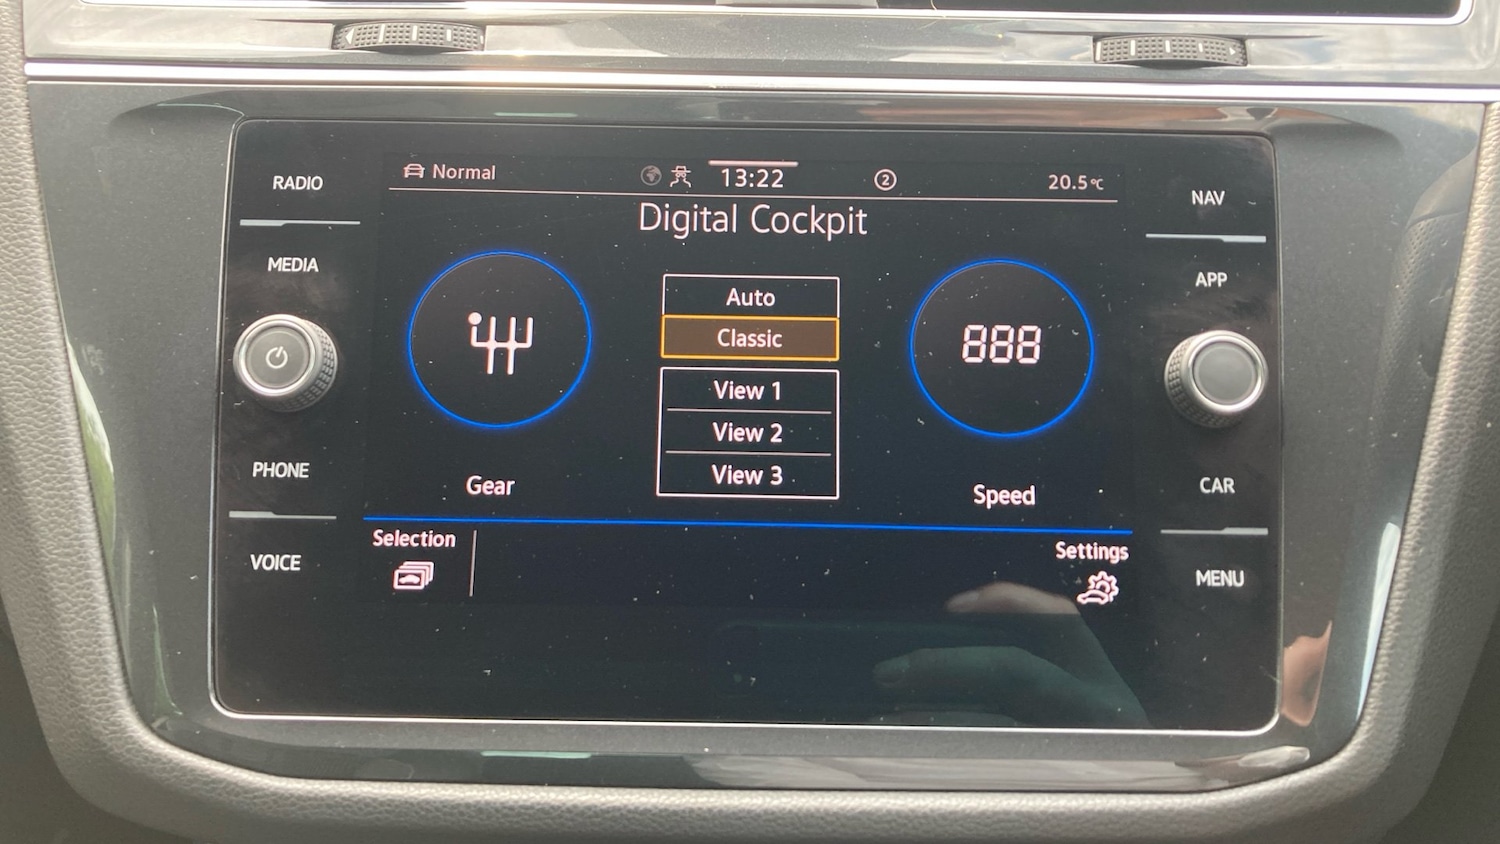 RADIO
MEDIA
PHONE
VOICE
Normal
13:22
2
20.5°C
Digital Cockpit
Auto
Classic
View 1
View 2
View 3
Gear
888
Speed
Selection
Settings
NAV
APP
CAR
MENU